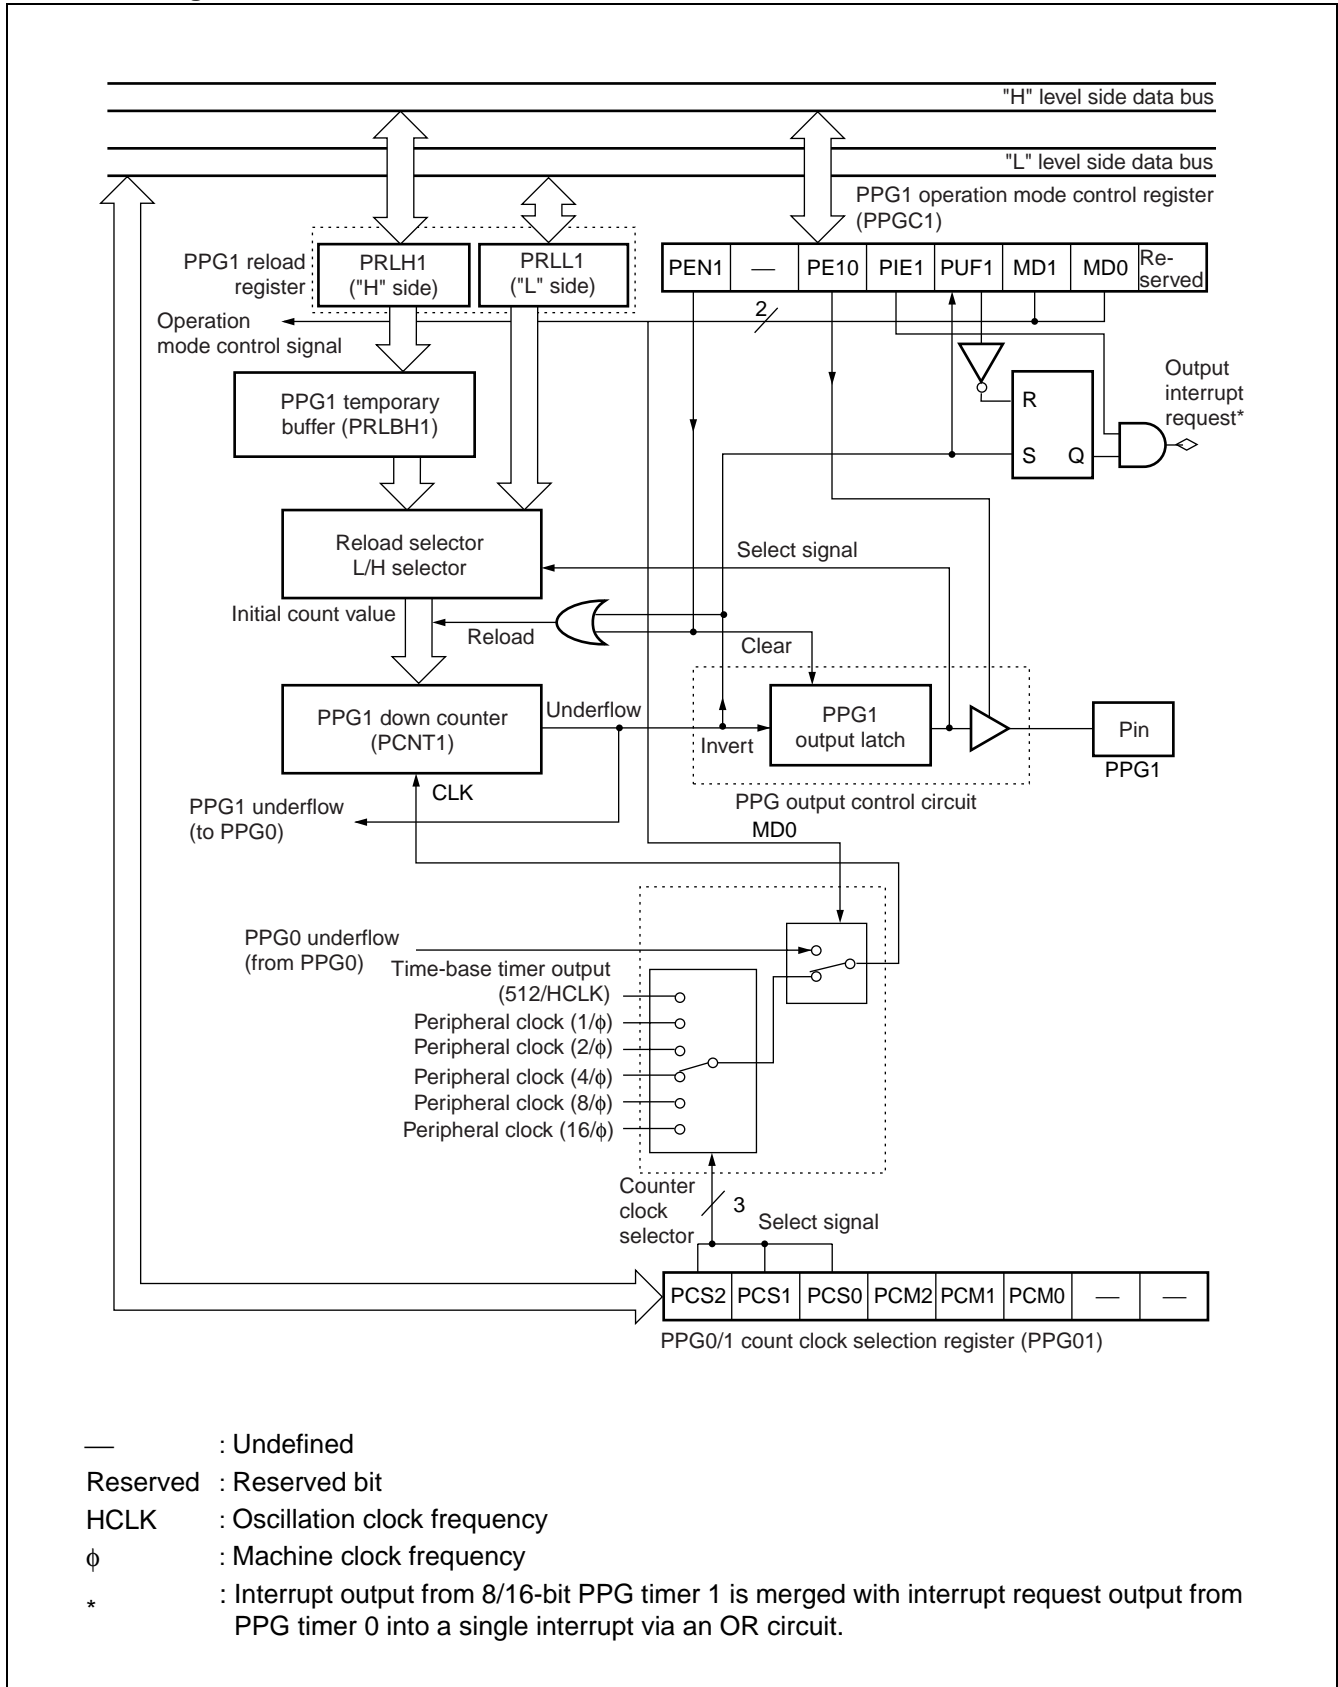 "H" level side data bus
"L" level side data bus
PPG1 operation mode control register
(PPGC1)
PPG1 reload
register
PRLH1
("H" side)
PRLL1
("L" side)
PEN1
—
PE10
PIE1
PUF1
MD1
MD0
Re-
served
Operation
mode control signal
2
PPG1 temporary
buffer (PRLBH1)
R
S
Q
Output
interrupt
request*
Reload selector
L/H selector
Select signal
Initial count value
Reload
Clear
PPG1 down counter
(PCNT1)
Underflow
Invert
PPG1
output latch
Pin
PPG1
CLK
PPG output control circuit
PPG1 underflow
(to PPG0)
MD0
PPG0 underflow
(from PPG0)
Time-base timer output
(512/HCLK)
Peripheral clock (1/ϕ)
Peripheral clock (2/ϕ)
Peripheral clock (4/ϕ)
Peripheral clock (8/ϕ)
Peripheral clock (16/ϕ)
Counter
clock
selector
3
Select signal
PCS2
PCS1
PCS0
PCM2
PCM1
PCM0
—
—
PPG0/1 count clock selection register (PPG01)
— : Undefined
Reserved : Reserved bit
HCLK : Oscillation clock frequency
ϕ : Machine clock frequency
* : Interrupt output from 8/16-bit PPG timer 1 is merged with interrupt request output from
PPG timer 0 into a single interrupt via an OR circuit.